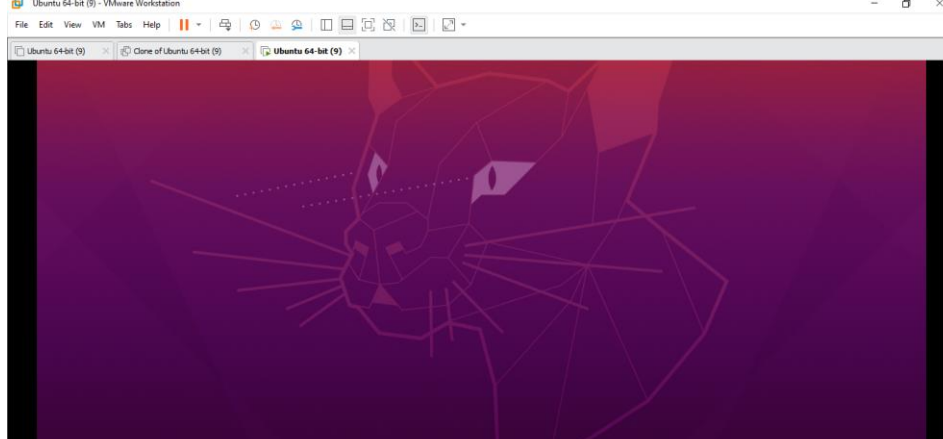 Ubuntu 64-bit (9) - VMware Workstation
File Edit View VM Tabs Help
Ubuntu 64-bit (9) Clone of Ubuntu 64-bit (9) Ubuntu 64-bit (9)